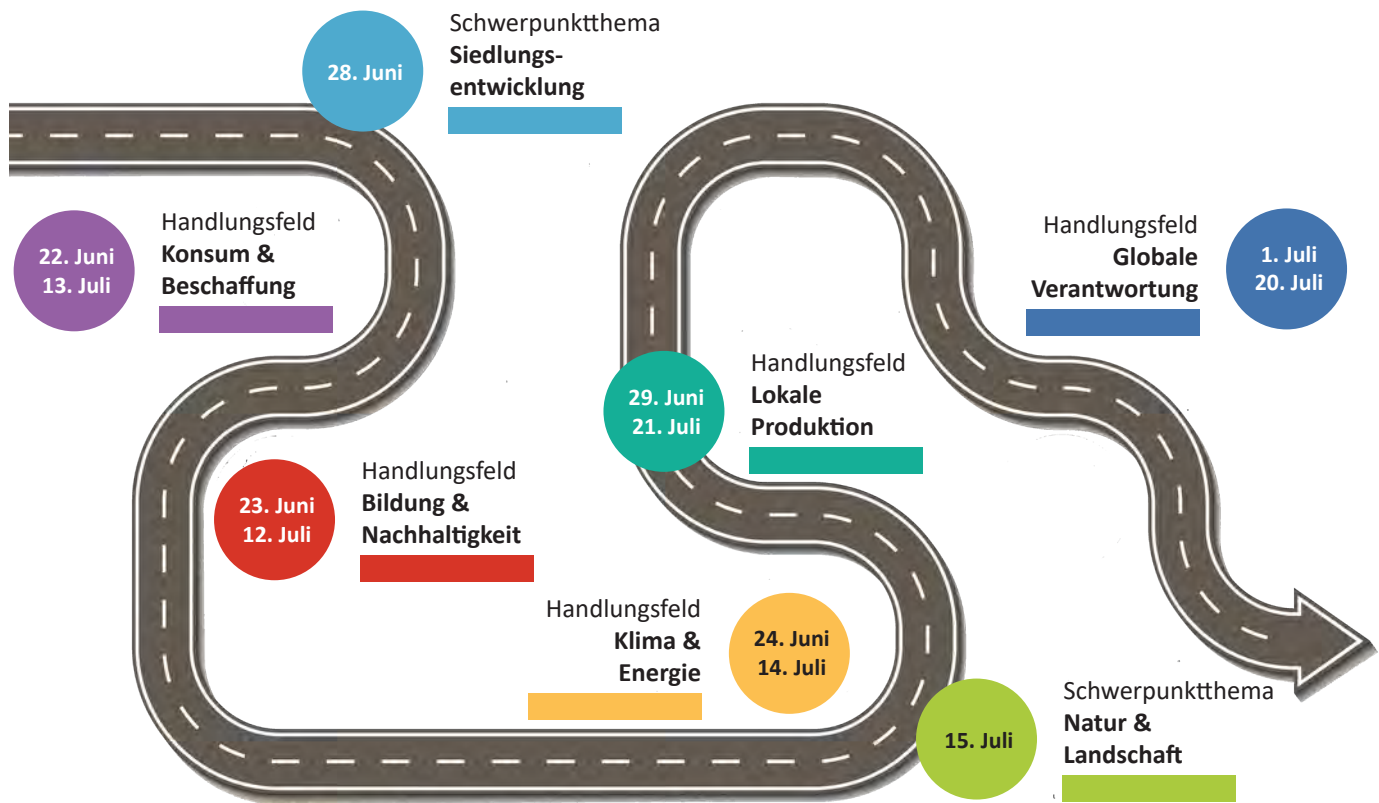 28. Juni
Schwerpunktthema
Siedlungs-
entwicklung
22. Juni
13. Juli
Handlungsfeld
Konsum &
Beschaffung
Handlungsfeld
Globale
Verantwortung
1. Juli
20. Juli
29. Juni
21. Juli
Handlungsfeld
Lokale
Produktion
23. Juni
12. Juli
Handlungsfeld
Bildung &
Nachhaltigkeit
Handlungsfeld
Klima &
Energie
24. Juni
14. Juli
15. Juli
Schwerpunktthema
Natur &
Landschaft